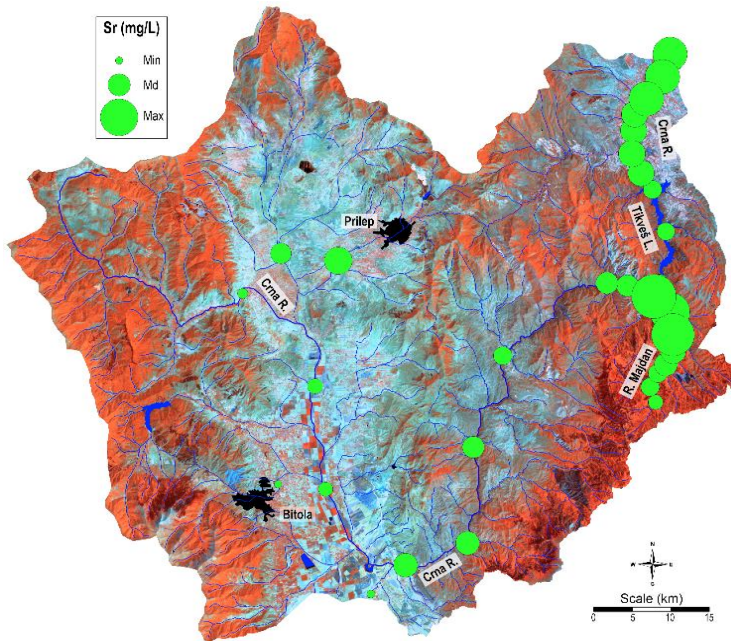 Sr (mg/L)
Min
Md
Max
Crna R.
Tikveš L.
Prilep
Crna R.
R. Majdan
Bitola
Crna R.
N
W E
S
Scale (km)
0 5 10 15